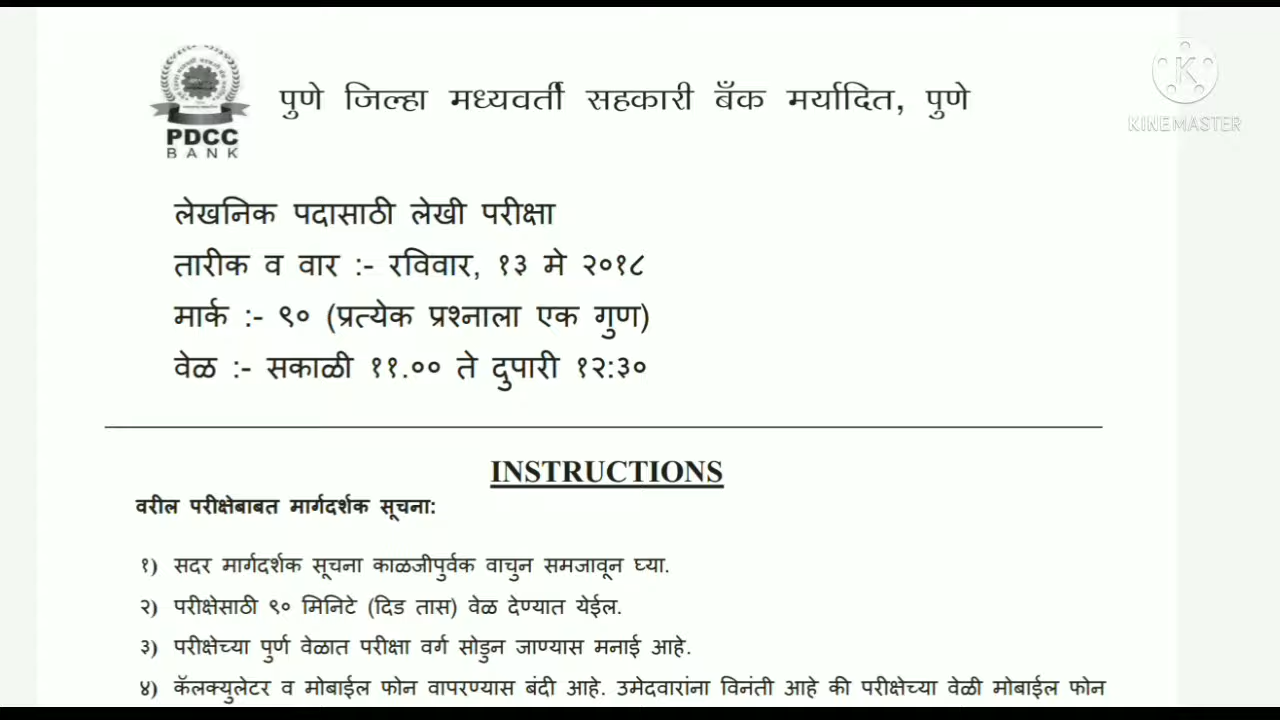 पुणे जिल्हा मध्यवर्ती सहकारी बँक मर्यादित, पुणे
PDCC
BANK
KINEMASTER
लेखनिक पदासाठी लेखी परीक्षा
तारीक व वार :- रविवार, १३ मे २०१८
मार्क :- ९० (प्रत्येक प्रश्नाला एक गुण)
वेळ :- सकाळी ११.०० ते दुपारी १२:३०
INSTRUCTIONS
वरील परीक्षेबाबत मार्गदर्शक सूचना:
१) सदर मार्गदर्शक सूचना काळजीपुर्वक वाचुन समजावून घ्या.
२) परीक्षेसाठी ९० मिनिटे (दिड तास) वेळ देण्यात येईल.
३) परीक्षेच्या पुर्ण वेळात परीक्षा वर्ग सोडुन जाण्यास मनाई आहे.
४) कॅलक्युलेटर व मोबाईल फोन वापरण्यास बंदी आहे. उमेदवारांना विनंती आहे की परीक्षेच्या वेळी मोबाईल फोन